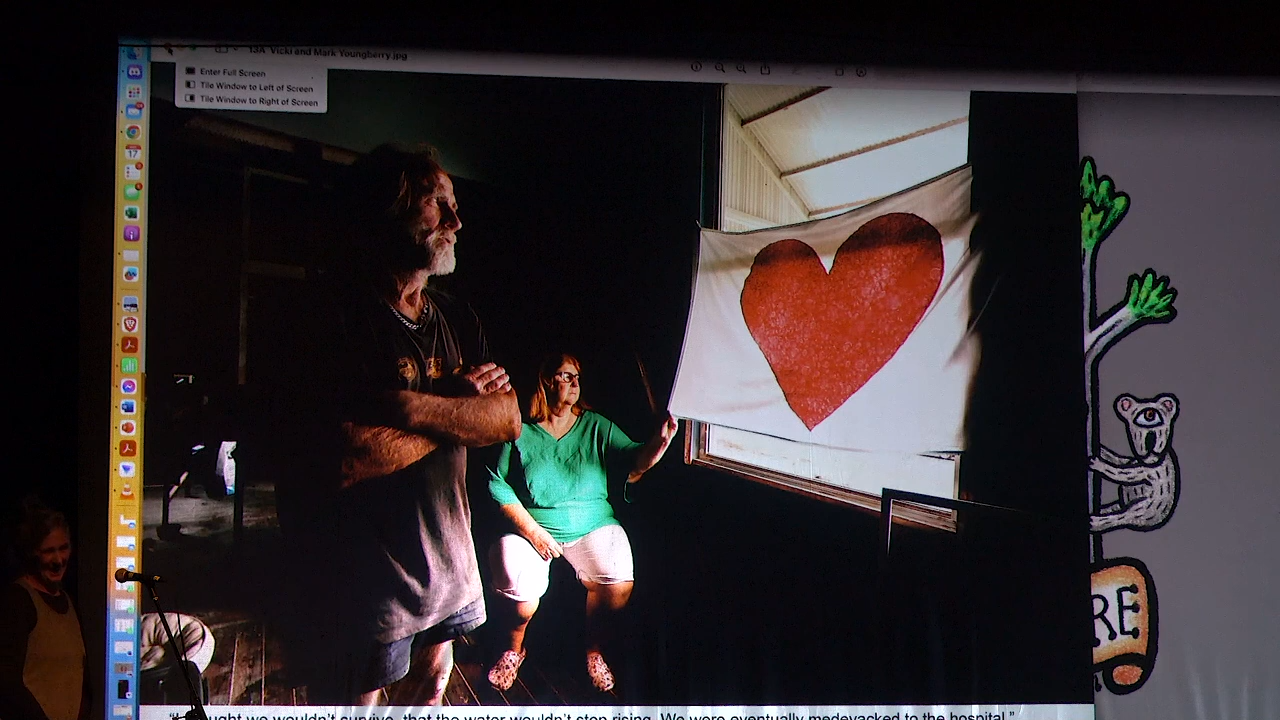 13A Vicki and Mark Youngberry.jpg
Enter Full Screen
Tile Window to Left of Screen
Tile Window to Right of Screen
17
RE
thought we wouldn't survive, that the water wouldn't stop rising. We were eventually medevacked to the hospital."